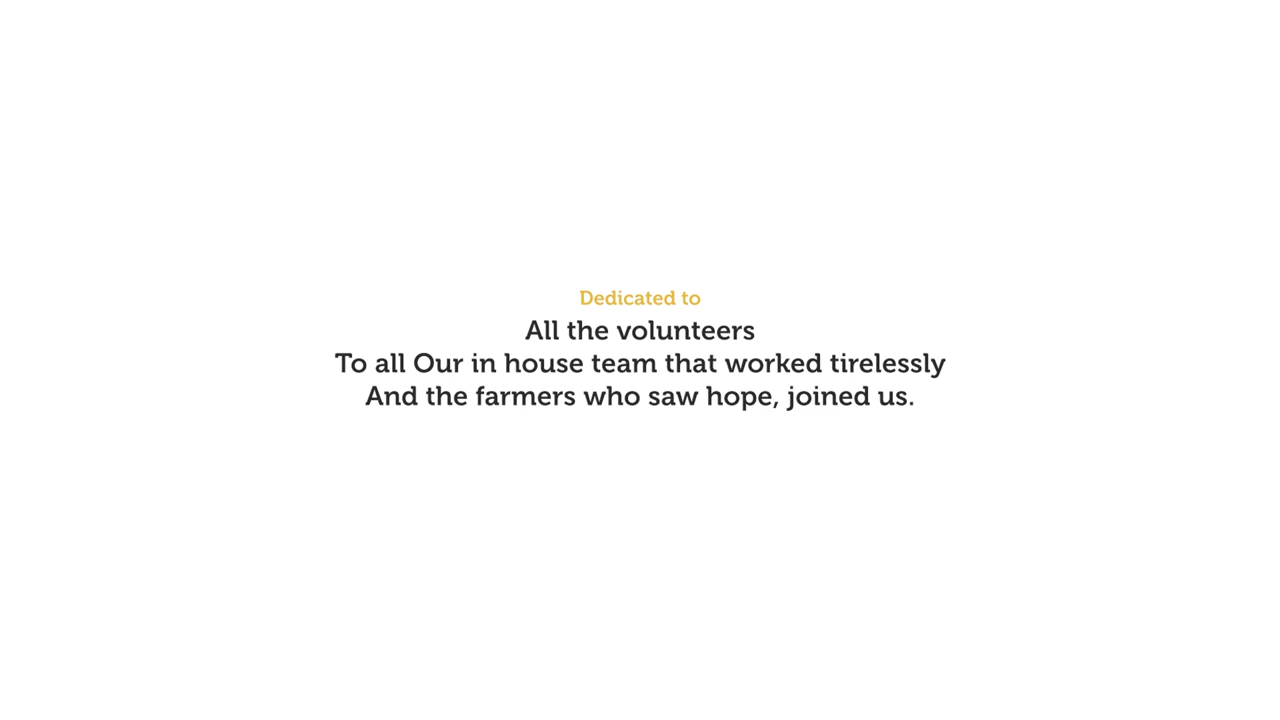 Dedicated to
All the volunteers
To all Our in house team that worked tirelessly
And the farmers who saw hope, joined us.